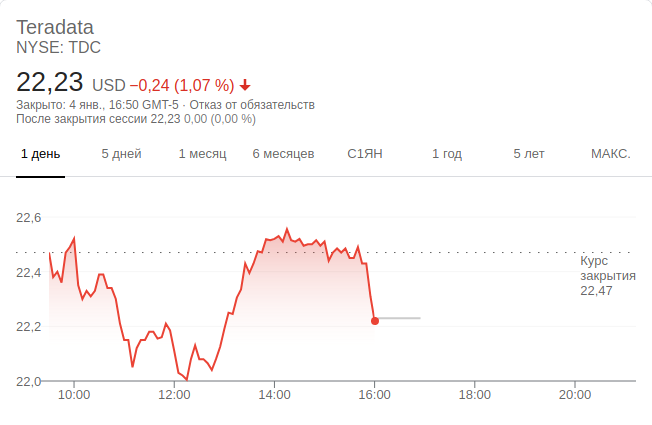 Teradata
NYSE: TDC
22,23 USD −0,24 (1,07 %)
Закрыто: 4 янв., 16:50 GMT-5 · Отказ от обязательств
После закрытия сессии 22,23 0,00 (0,00 %)
1 день 5 дней 1 месяц 6 месяцев С1ЯН 1 год 5 лет МАКС.
22,6
22,4
22,2
22,0
Курс
закрытия
22,47
10:00 12:00 14:00 16:00 18:00 20:00